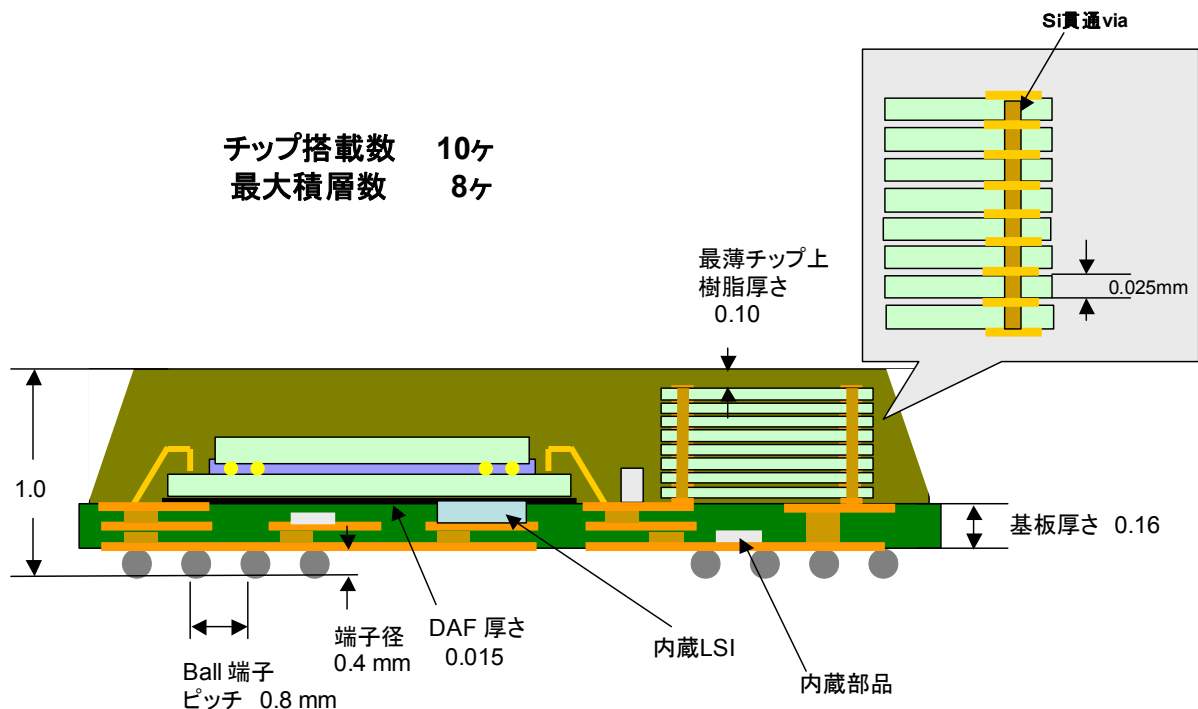 Si貫通via
チップ搭載数 10ケ
最大積層数 8ケ
最薄チップ上
樹脂厚さ
0.10
0.025mm
1.0
基板厚さ 0.16
端子径
0.4 mm
DAF 厚さ
0.015
内蔵LSI
内蔵部品
Ball 端子
ピッチ 0.8 mm